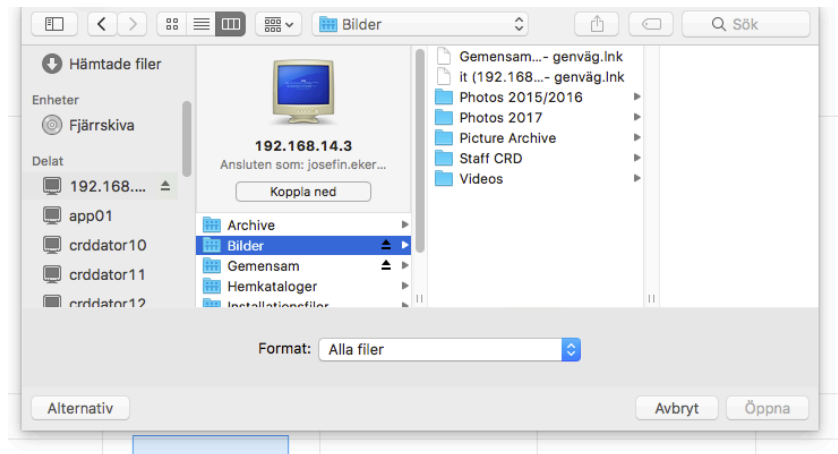 Bilder
Sök
Hämtade filer
Enheter
Fjärrskiva
Delat
192.168....
app01
crddator10
crddator11
crddator12
192.168.14.3
Ansluten som: josefin.eker...
Koppla ned
Archive
Bilder
Gemensam
Hemkataloger
Installationsfiler
Gemensam...- genväg.lnk
it (192.168...- genväg.lnk
Photos 2015/2016
Photos 2017
Picture Archive
Staff CRD
Videos
Format: Alla filer
Alternativ
Avbryt
Öppna